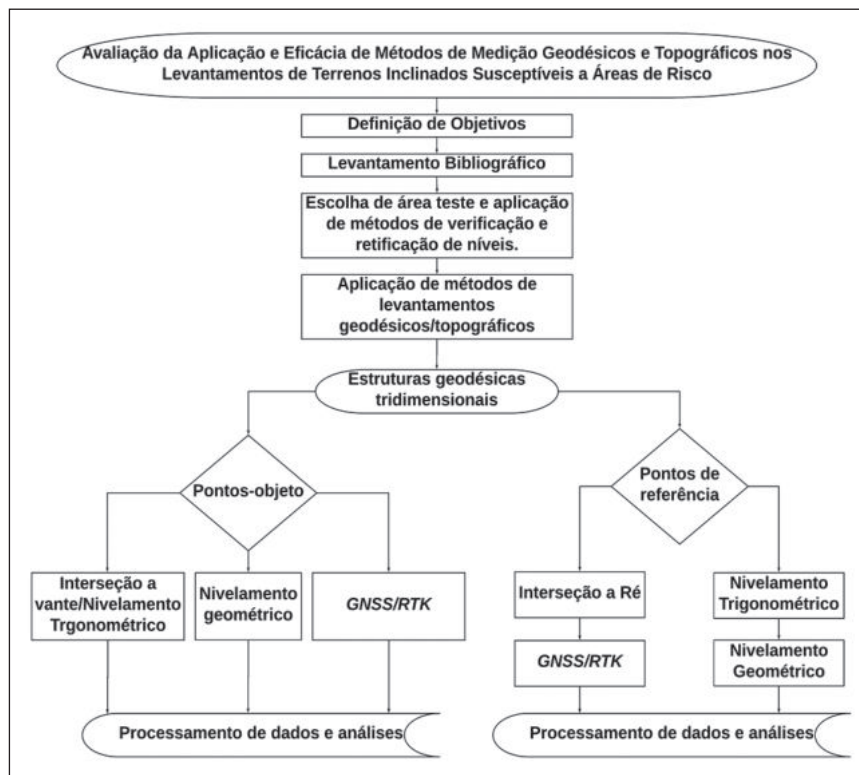 Avaliação da Aplicação e Eficácia de Métodos de Medição Geodésicos e Topográficos nos
Levantamentos de Terrenos Inclinados Susceptíveis a Áreas de Risco
Definição de Objetivos
Levantamento Bibliográfico
Escolha de área teste e aplicação
de métodos de verificação e
retificação de níveis.
Aplicação de métodos de
levantamentos
geodésicos/topográficos
Estruturas geodésicas
tridimensionais
Pontos-objeto
Interseção a
vante/Nivelamento
Trgonométrico
Nivelamento
geométrico
GNSS/RTK
Processamento de dados e análises
Pontos de
referência
Interseção a Ré
GNSS/RTK
Nivelamento
Trigonométrico
Nivelamento
Geométrico
Processamento de dados e análises